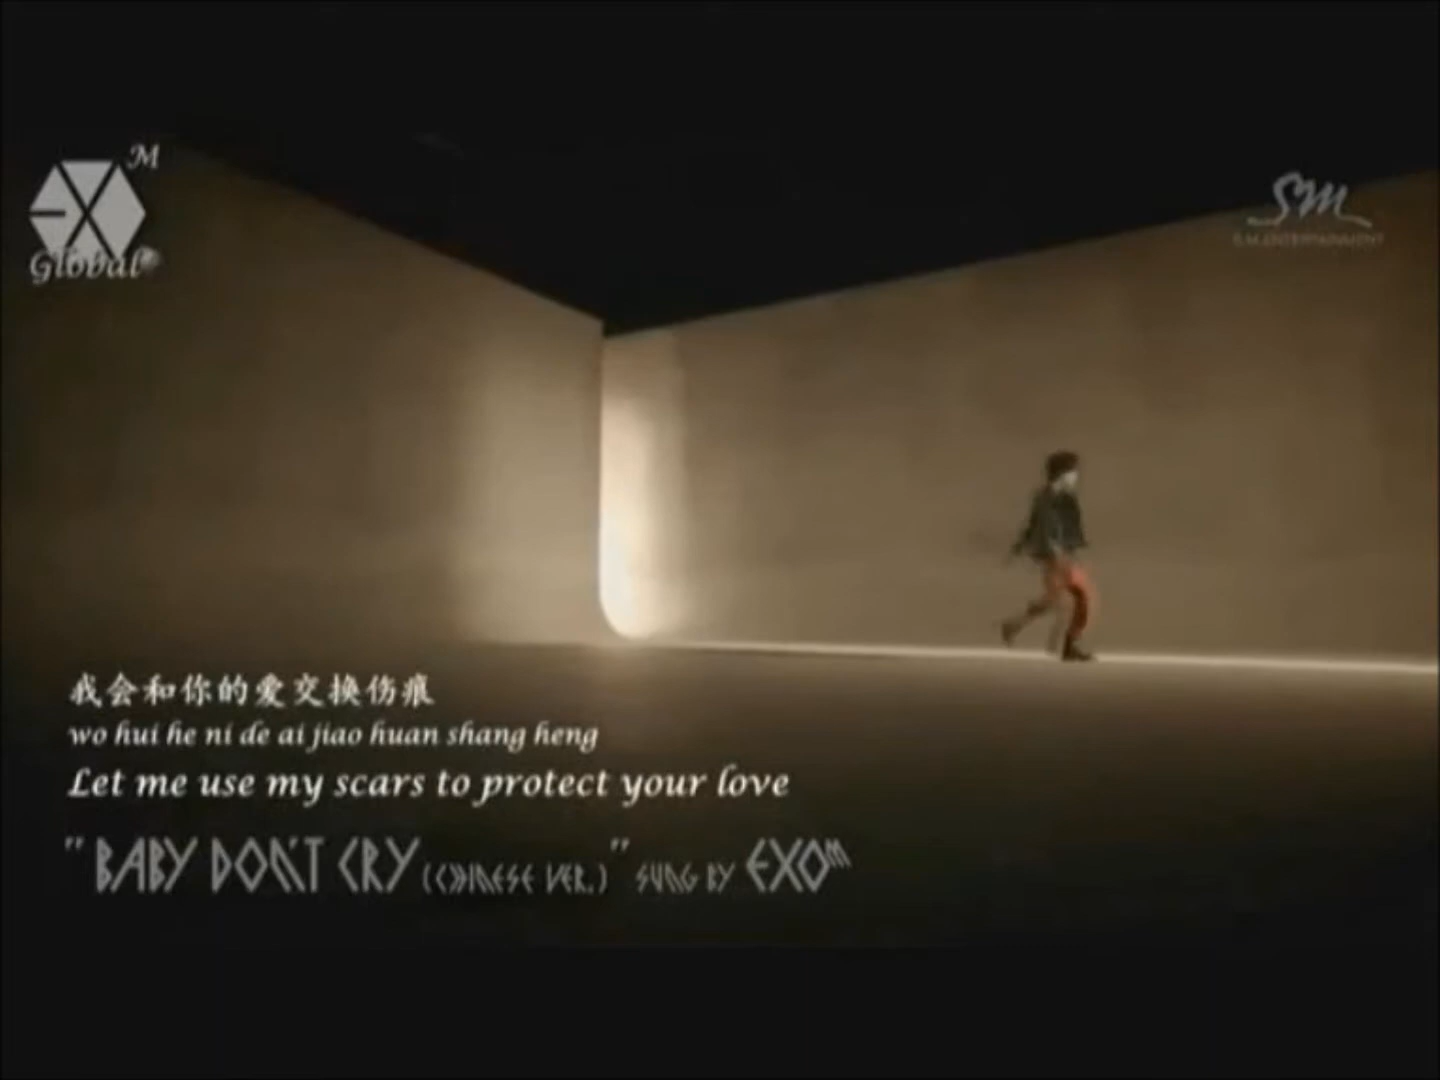 M
EXO
Global
SM
S.M.ENTERTAINMENT
我会和你的爱交换伤痕
wo hui he ni de ai jiao huan shang heng
Let me use my scars to protect your love
"BABY DON'T CRY (CHINESE VER.)" SUNG BY EXO M